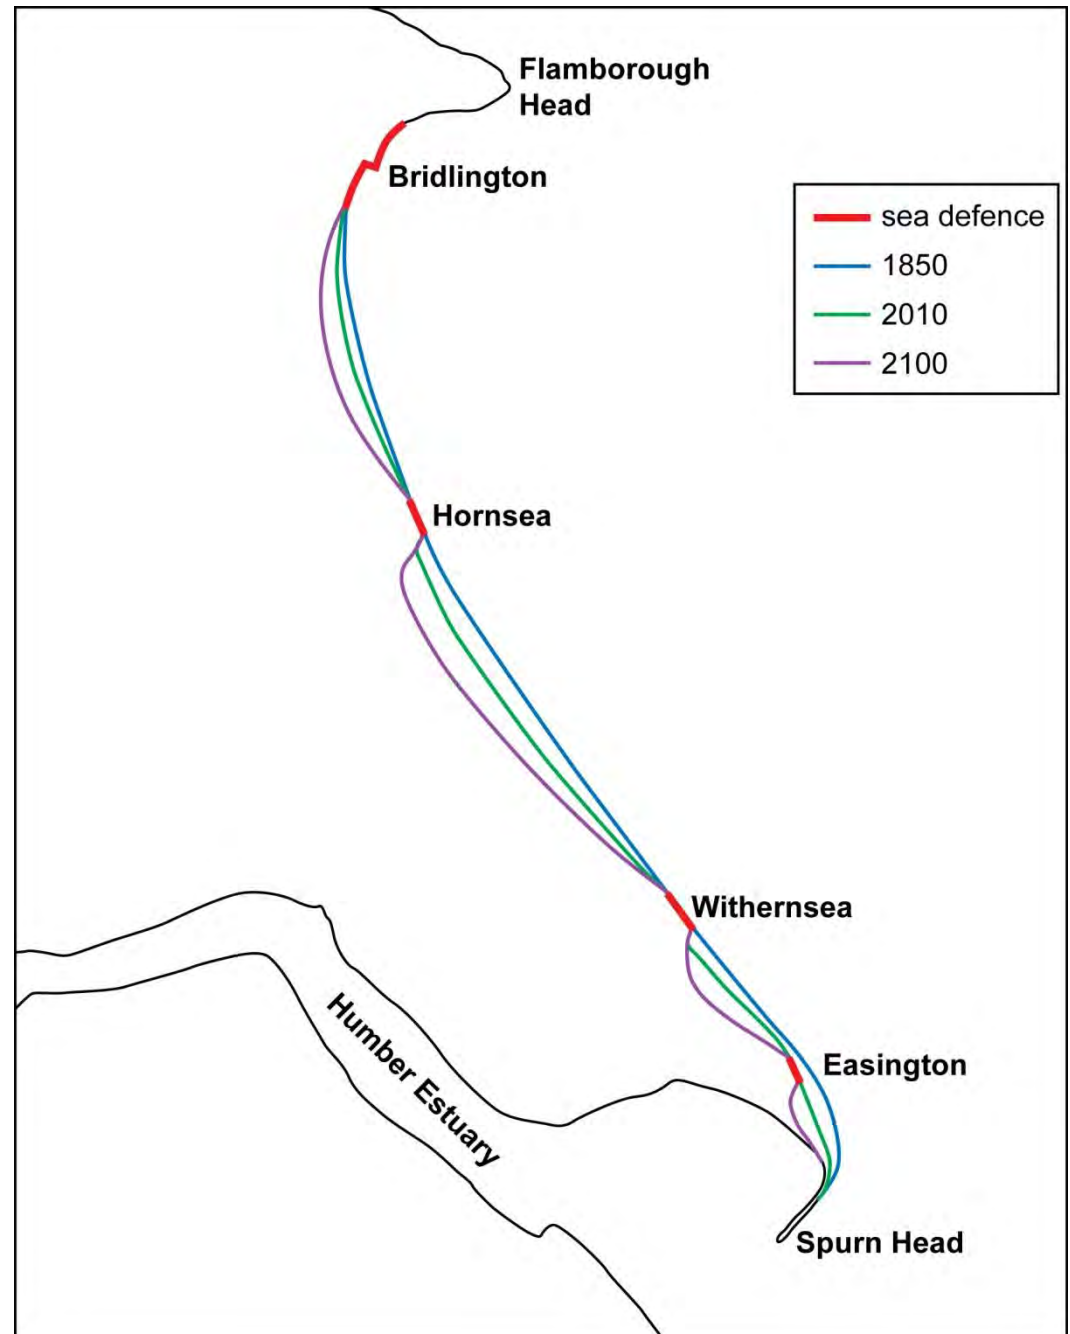 Flamborough
Head
Bridlington
sea defence
1850
2010
2100
Hornsea
Withernsea
Easington
Humber Estuary
Spurn Head